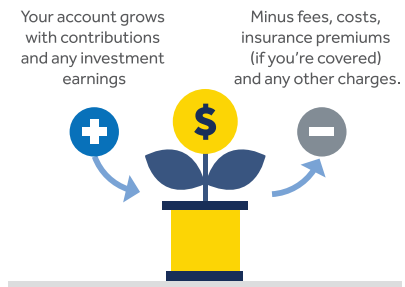 Your account grows
with contributions
and any investment
earnings
Minus fees, costs,
insurance premiums
(if you're covered)
and any other charges.
$